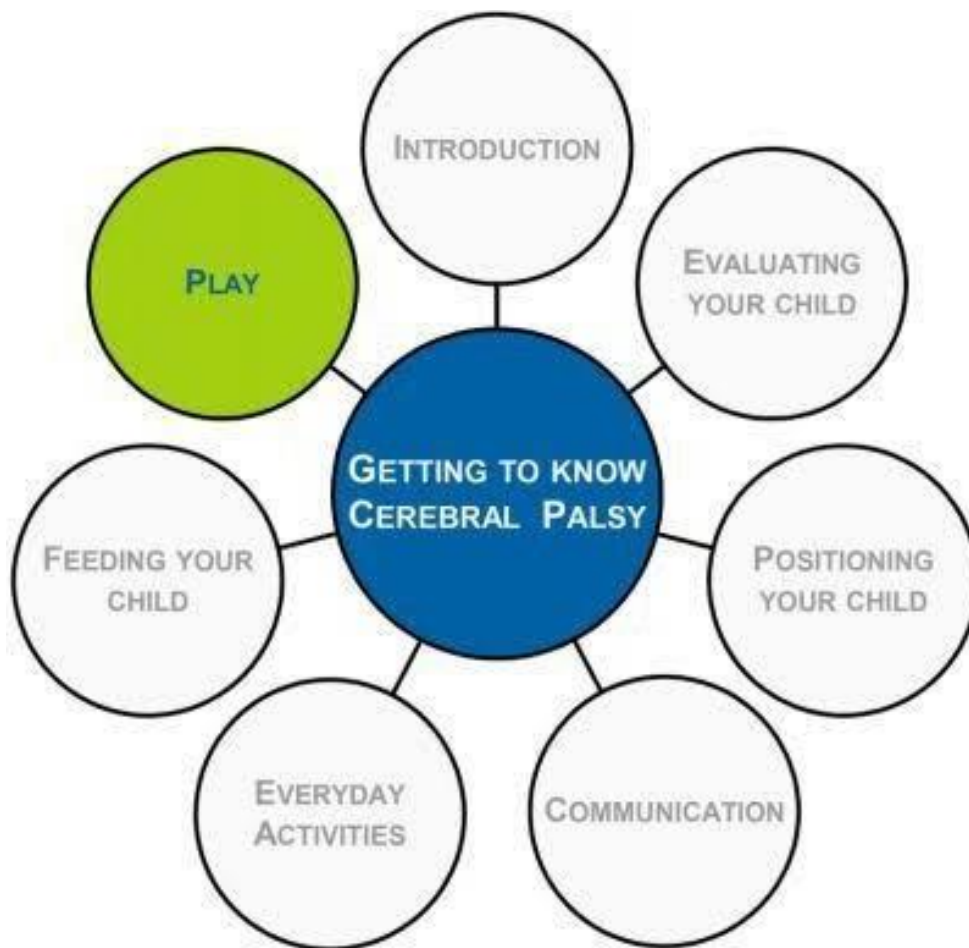 INTRODUCTION
EVALUATING
YOUR CHILD
POSITIONING
YOUR CHILD
COMMUNICATION
EVERYDAY
ACTIVITIES
FEEDING YOUR
CHILD
PLAY
GETTING TO KNOW
CEREBRAL PALSY